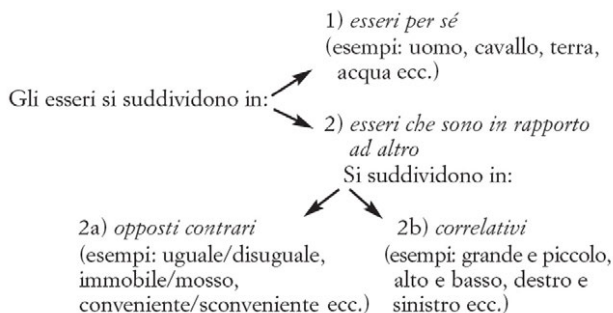 1) esseri per sé
(esempi: uomo, cavallo, terra,
acqua ecc.)
Gli esseri si suddividono in:
2) esseri che sono in rapporto
ad altro
Si suddividono in:
2a) opposti contrari
(esempi: uguale/disuguale,
immobile/mosso,
conveniente/sconveniente ecc.)
2b) correlativi
(esempi: grande e piccolo,
alto e basso, destro e
sinistro ecc.)